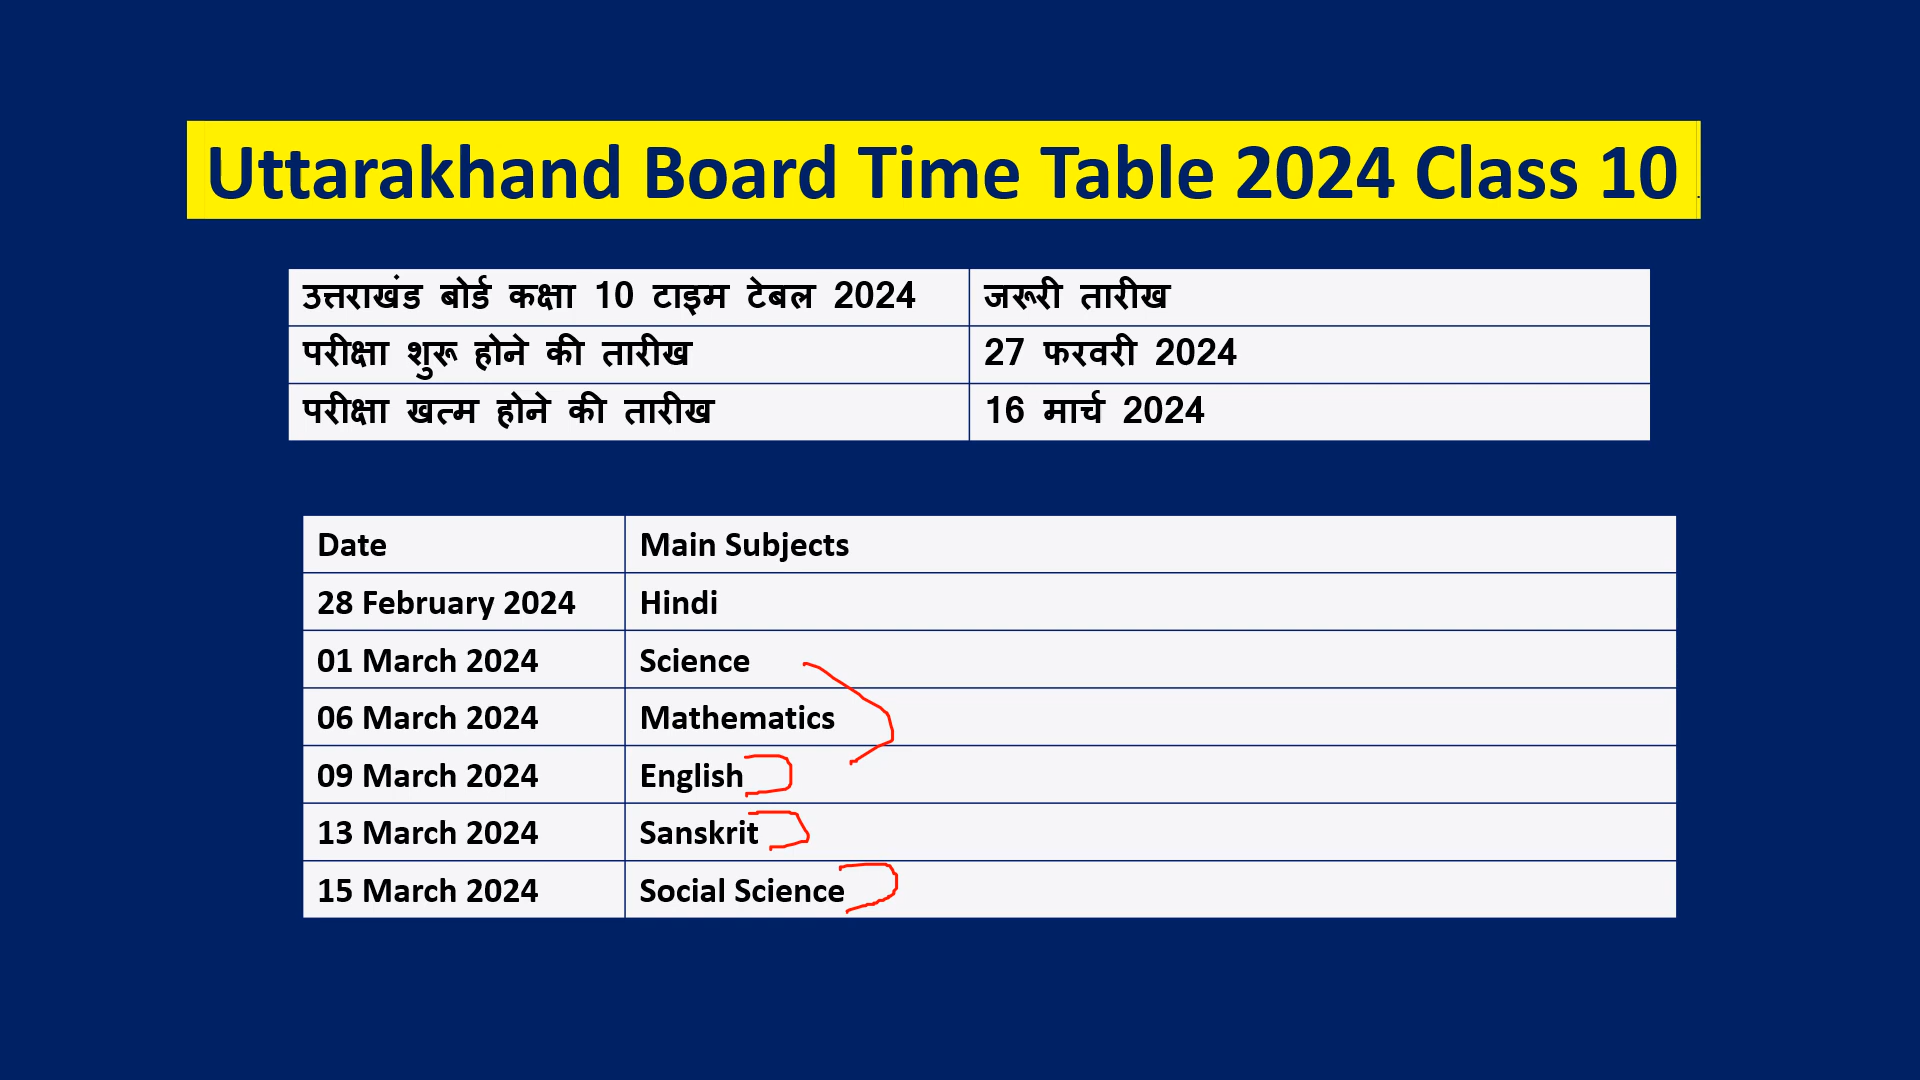 Uttarakhand Board Time Table 2024 Class 10
उत्तराखंड बोर्ड कक्षा 10 टाइम टेबल 2024 जरूरी तारीख
परीक्षा शुरू होने की तारीख 27 फरवरी 2024
परीक्षा खत्म होने की तारीख 16 मार्च 2024
Date Main Subjects
28 February 2024 Hindi
01 March 2024 Science
06 March 2024 Mathematics
09 March 2024 English
13 March 2024 Sanskrit
15 March 2024 Social Science